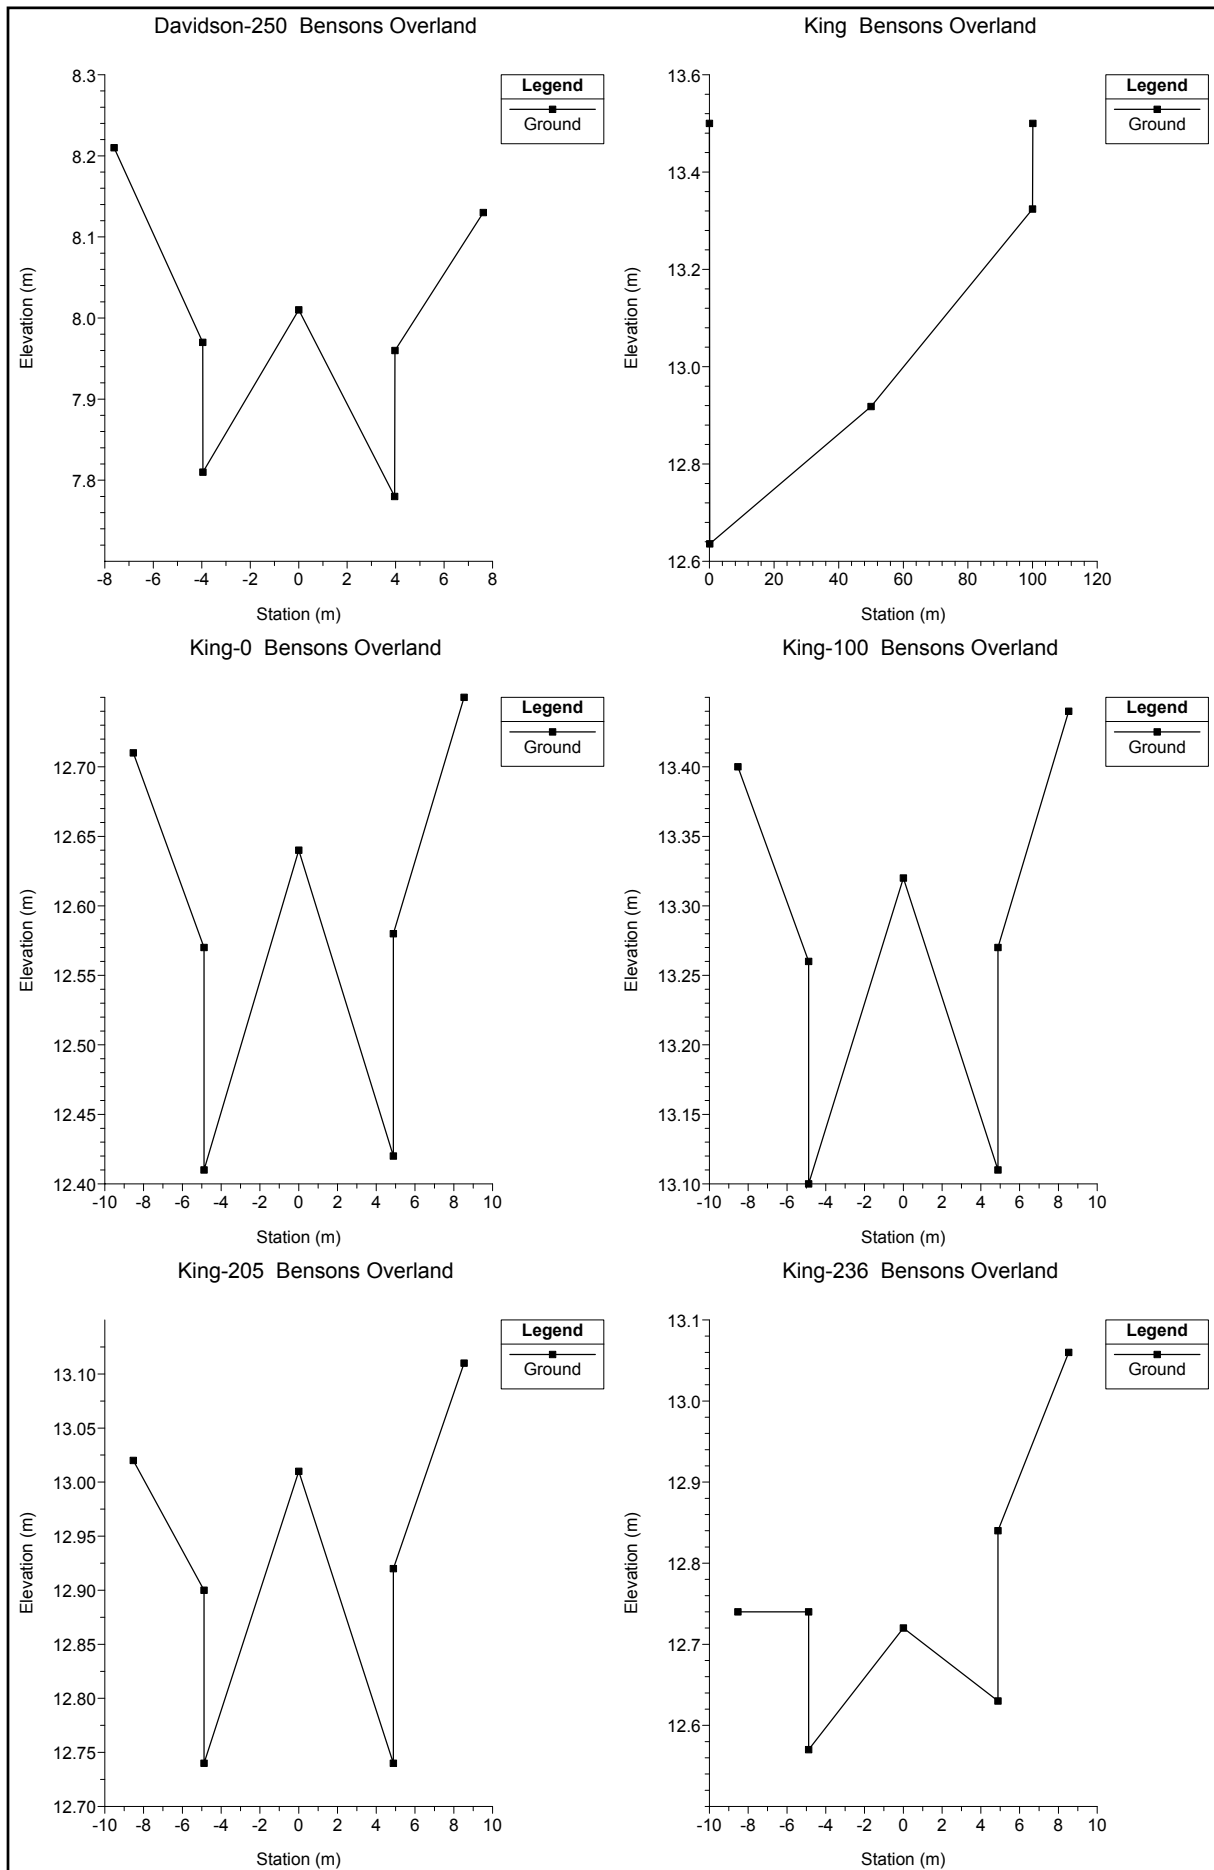 Davidson-250 Bensons Overland
8.3
8.2
8.1
8.0
7.9
7.8
Elevation (m)
-8 -6 -4 -2 0 2 4 6 8
Station (m)
Legend
Ground
King Bensons Overland
13.6
13.4
13.2
13.0
12.8
12.6
Elevation (m)
0 20 40 60 80 100 120
Station (m)
Legend
Ground
King-0 Bensons Overland
12.70
12.65
12.60
12.55
12.50
12.45
12.40
Elevation (m)
-10 -8 -6 -4 -2 0 2 4 6 8 10
Station (m)
Legend
Ground
King-100 Bensons Overland
13.40
13.35
13.30
13.25
13.20
13.15
13.10
Elevation (m)
-10 -8 -6 -4 -2 0 2 4 6 8 10
Station (m)
Legend
Ground
King-205 Bensons Overland
13.10
13.05
13.00
12.95
12.90
12.85
12.80
12.75
12.70
Elevation (m)
-10 -8 -6 -4 -2 0 2 4 6 8 10
Station (m)
Legend
Ground
King-236 Bensons Overland
13.1
13.0
12.9
12.8
12.7
12.6
Elevation (m)
-10 -8 -6 -4 -2 0 2 4 6 8 10
Station (m)
Legend
Ground